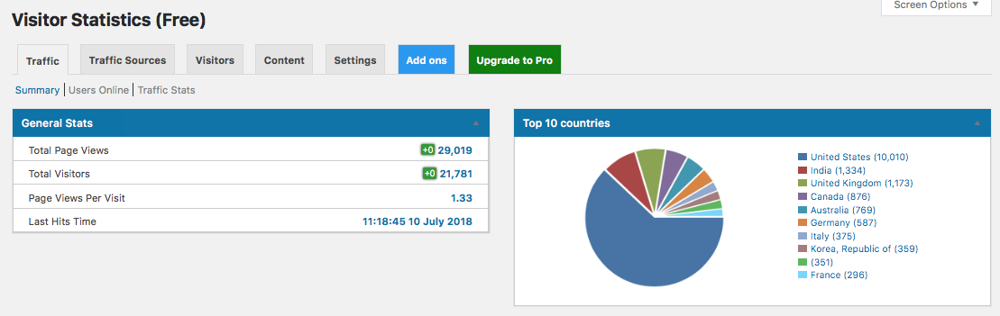 Screen Options
Visitor Statistics (Free)
Traffic Traffic Sources Visitors Content Settings Add ons Upgrade to Pro
Summary | Users Online | Traffic Stats
General Stats
Total Page Views +0 29,019
Total Visitors +0 21,781
Page Views Per Visit 1.33
Last Hits Time 11:18:45 10 July 2018
Top 10 countries
United States (10,010)
India (1,334)
United Kingdom (1,173)
Canada (876)
Australia (769)
Germany (587)
Italy (375)
Korea, Republic of (359)
(351)
France (296)